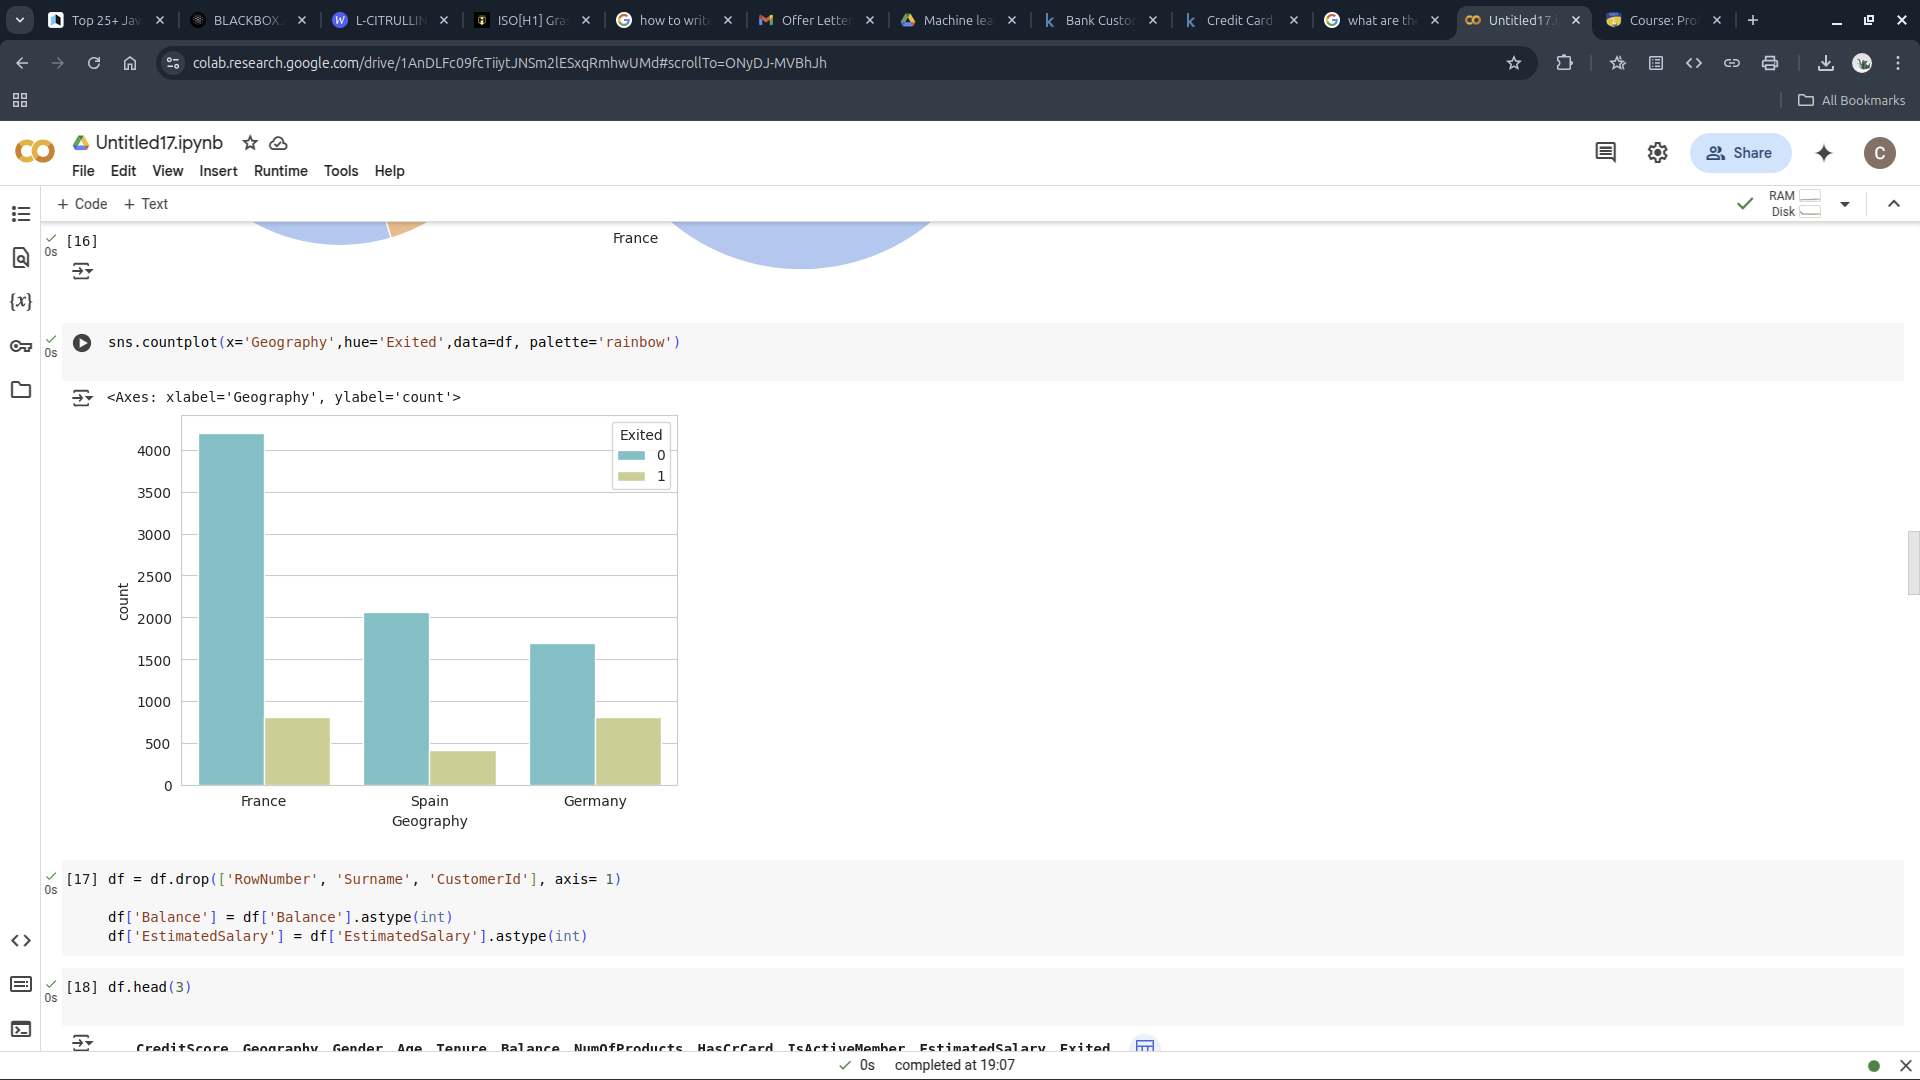 Top 25+ Jav
BLACKBOX.
L-CITRULLIN
ISO[H1] Gra
how to write
Offer Letter
Machine lea
Bank Custo
Credit Card
what are the
Untitled17.
Course: Pro
colab.research.google.com/drive/1AnDLFc09fcTiiytJNSm2lESxqRmhwUMd#scrollTo=ONyDJ-MVBhJh
All Bookmarks
Untitled17.ipynb
File Edit View Insert Runtime Tools Help
Share
C
+ Code + Text
RAM
Disk
[16]
0s
France
{x}
0s
sns.countplot(x='Geography',hue='Exited',data=df, palette='rainbow')
<Axes: xlabel='Geography', ylabel='count'>
Exited
0
1
4000
3500
3000
2500
2000
1500
1000
500
0
count
France Spain Germany
Geography
[17] df = df.drop(['RowNumber', 'Surname', 'CustomerId'], axis= 1)
0s
df['Balance'] = df['Balance'].astype(int)
df['EstimatedSalary'] = df['EstimatedSalary'].astype(int)
[18] df.head(3)
0s
CreditScore Geography Gender Age Tenure Balance NumOfProducts HasCrCard IsActiveMember EstimatedSalary Exited
0s completed at 19:07